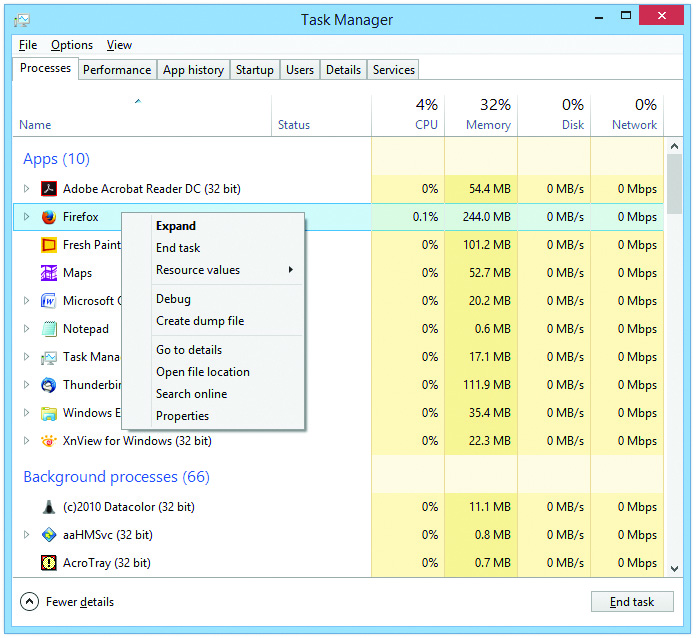 Task Manager
File Options View
Processes Performance App history Startup Users Details Services
4% 32% 0% 0%
Name Status CPU Memory Disk Network
Apps (10)
Adobe Acrobat Reader DC (32 bit) 0% 54.4 MB 0 MB/s 0 Mbps
Firefox 0.1% 244.0 MB 0 MB/s 0 Mbps
Fresh Paint 0% 101.2 MB 0 MB/s 0 Mbps
Maps 0% 52.7 MB 0 MB/s 0 Mbps
Microsoft 0% 20.2 MB 0 MB/s 0 Mbps
Notepad 0% 0.6 MB 0 MB/s 0 Mbps
Task 0% 17.1 MB 0 MB/s 0 Mbps
0% 111.9 MB 0 MB/s 0 Mbps
Windows 0% 35.4 MB 0 MB/s 0 Mbps
XnView for Windows (32 bit) 0% 22.3 MB 0 MB/s 0 Mbps
Expand
End task
Resource values
Debug
Create dump file
Go to details
Open file location
Search online
Properties
Background processes (66)
(c)2010 Datacolor (32 bit) 0% 11.1 MB 0 MB/s 0 Mbps
aaHMSvc (32 bit) 0% 0.8 MB 0 MB/s 0 Mbps
AcroTray (32 bit) 0% 0.7 MB 0 MB/s 0 Mbps
Fewer details End task